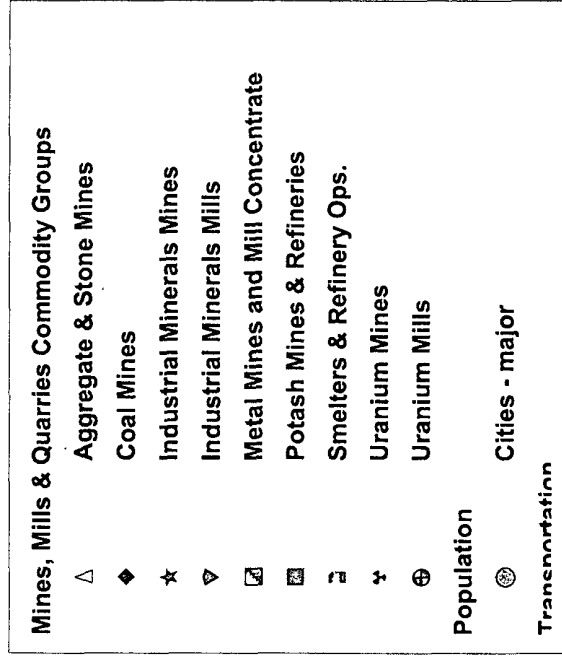 Mines, Mills & Quarries Commodity Groups
Aggregate & Stone Mines
Coal Mines
Industrial Minerals Mines
Industrial Minerals Mills
Metal Mines and Mill Concentrate
Potash Mines & Refineries
Smelters & Refinery Ops.
Uranium Mines
Uranium Mills
Population
Cities - major
Transportation